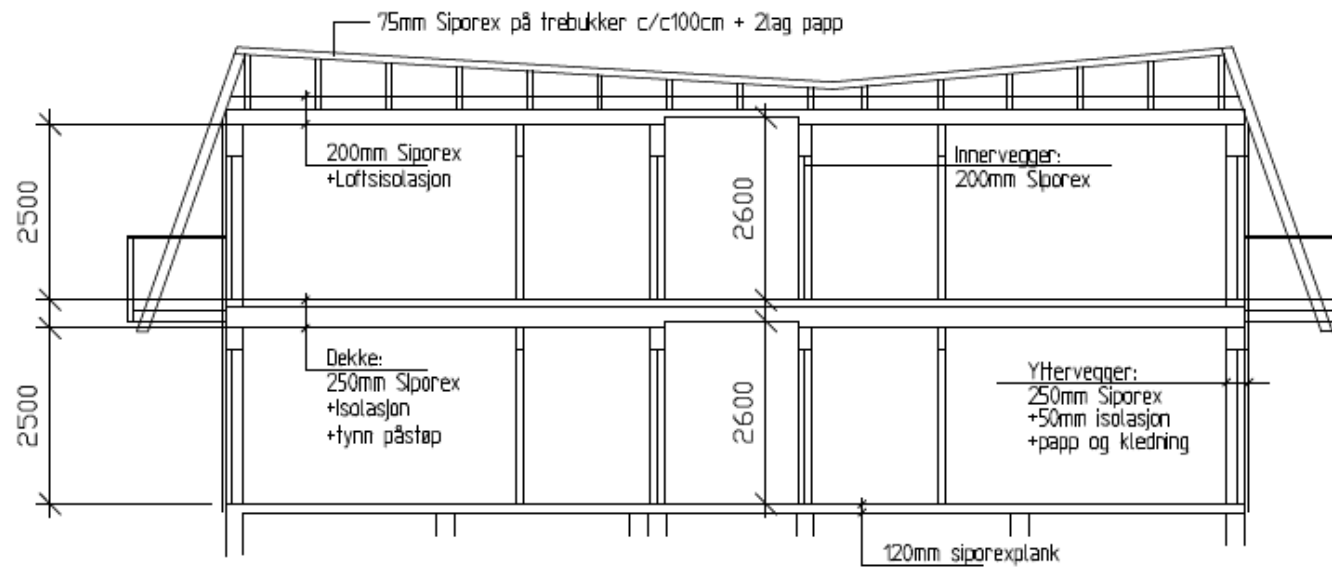 75mm Siporex på trebukker c/c100cm + 2lag papp
200mm Siporex
+Loftsisolasjon
Innervegger:
200mm Siporex
2500
2600
Dekke:
250mm Siporex
+Isolasjon
+tynn påstøp
Yttervegger:
250mm Siporex
+50mm isolasjon
+papp og kledning
2500
2600
120mm siporexplank